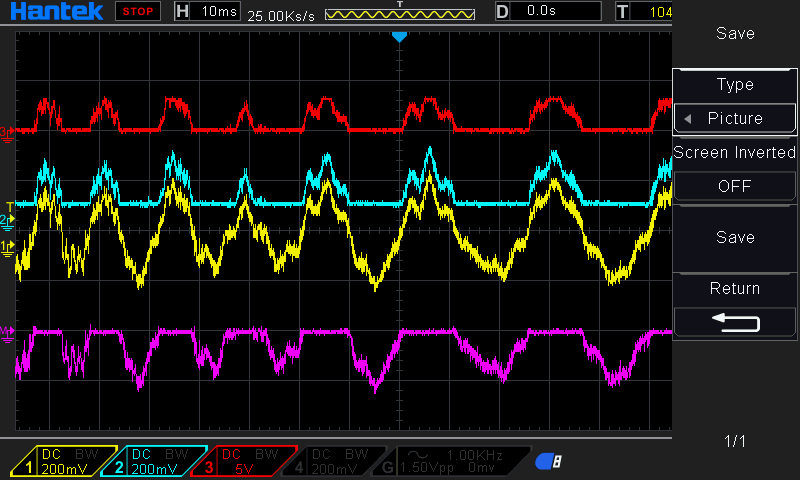 Hantek STOP H 10ms 25.00Ks/s T D 0.0s T 104
Save
Type
Picture
Screen Inverted
OFF
Save
Return
1/1
3
T
2
1
M
1 DC BW 200mV
2 DC BW 200mV
3 DC BW 5V
4 DC BW 200mV
G 1.00KHz 1.50Vpp 0mv